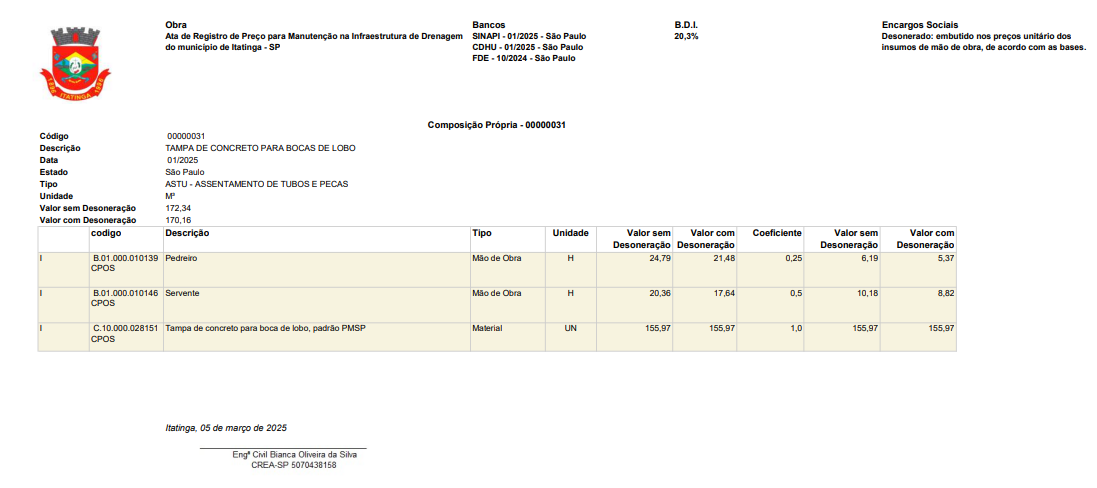 Obra Bancos B.D.I. Encargos Sociais
Ata de Registro de Preço para Manutenção na Infraestrutura de Drenagem SINAPI - 01/2025 - São Paulo 20,3% Desonerado: embutido nos preços unitário dos
do município de Itatinga - SP CDHU - 01/2025 - São Paulo insumos de mão de obra, de acordo com as bases.
FDE - 10/2024 - São Paulo
ITATINGA
Composição Própria - 00000031
Código 00000031
Descrição TAMPA DE CONCRETO PARA BOCAS DE LOBO
Data 01/2025
Estado São Paulo
Tipo ASTU - ASSENTAMENTO DE TUBOS E PECAS
Unidade M²
Valor sem Desoneração 172,34
Valor com Desoneração 170,16
codigo Descrição Tipo Unidade Valor sem Valor com Coeficiente Valor sem Valor com
Desoneração Desoneração Desoneração Desoneração
I B.01.000.010139 Pedreiro Mão de Obra H 24,79 21,48 0,25 6,19 5,37
CPOS
I B.01.000.010146 Servente Mão de Obra H 20,36 17,64 0,5 10,18 8,82
CPOS
I C.10.000.028151 Tampa de concreto para boca de lobo, padrão PMSP Material UN 155,97 155,97 1,0 155,97 155,97
CPOS
Itatinga, 05 de março de 2025
Engª Civil Bianca Oliveira da Silva
CREA-SP 5070438158